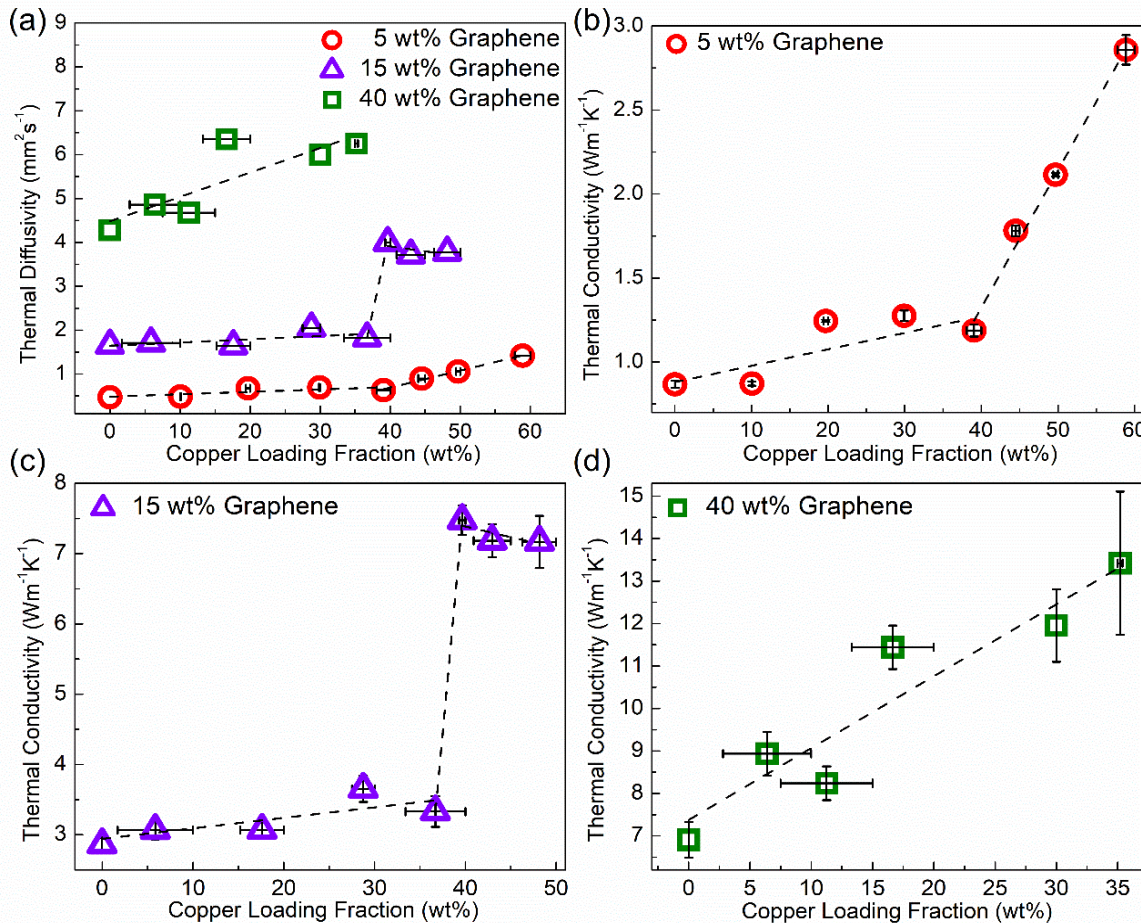 (a)
9
8
7
6
5
4
3
2
1
Thermal Diffusivity (mm²s⁻¹)
5 wt% Graphene
15 wt% Graphene
40 wt% Graphene
0 10 20 30 40 50 60
Copper Loading Fraction (wt%)
(b)
3.0
2.5
2.0
1.5
1.0
Thermal Conductivity (Wm⁻¹K⁻¹)
5 wt% Graphene
0 10 20 30 40 50 60
Copper Loading Fraction (wt%)
(c)
8
7
6
5
4
3
Thermal Conductivity (Wm⁻¹K⁻¹)
15 wt% Graphene
0 10 20 30 40 50
Copper Loading Fraction (wt%)
(d)
15
14
13
12
11
10
9
8
7
6
Thermal Conductivity (Wm⁻¹K⁻¹)
40 wt% Graphene
0 5 10 15 20 25 30 35
Copper Loading Fraction (wt%)